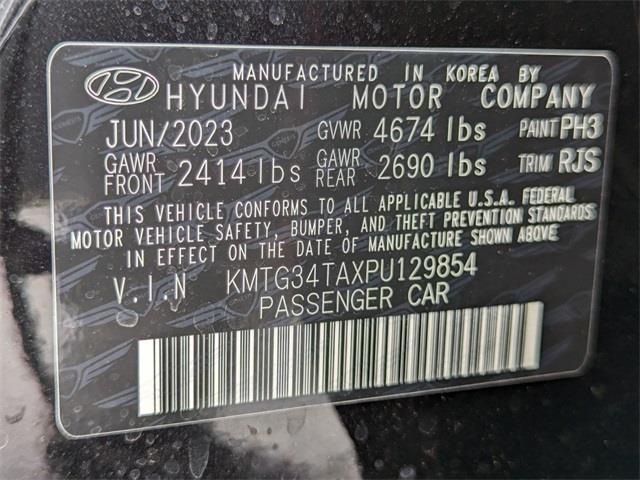 MANUFACTURED IN KOREA BY
HYUNDAI MOTOR COMPANY
JUN/2023 GVWR 4674 lbs PAINT PH3
GAWR FRONT 2414 lbs GAWR REAR 2690 lbs TRIM RJS
THIS VEHICLE CONFORMS TO ALL APPLICABLE U.S.A. FEDERAL
MOTOR VEHICLE SAFETY, BUMPER, AND THEFT PREVENTION STANDARDS
IN EFFECT ON THE DATE OF MANUFACTURE SHOWN ABOVE
V.I.N KMTG34TAXPU129854
PASSENGER CAR